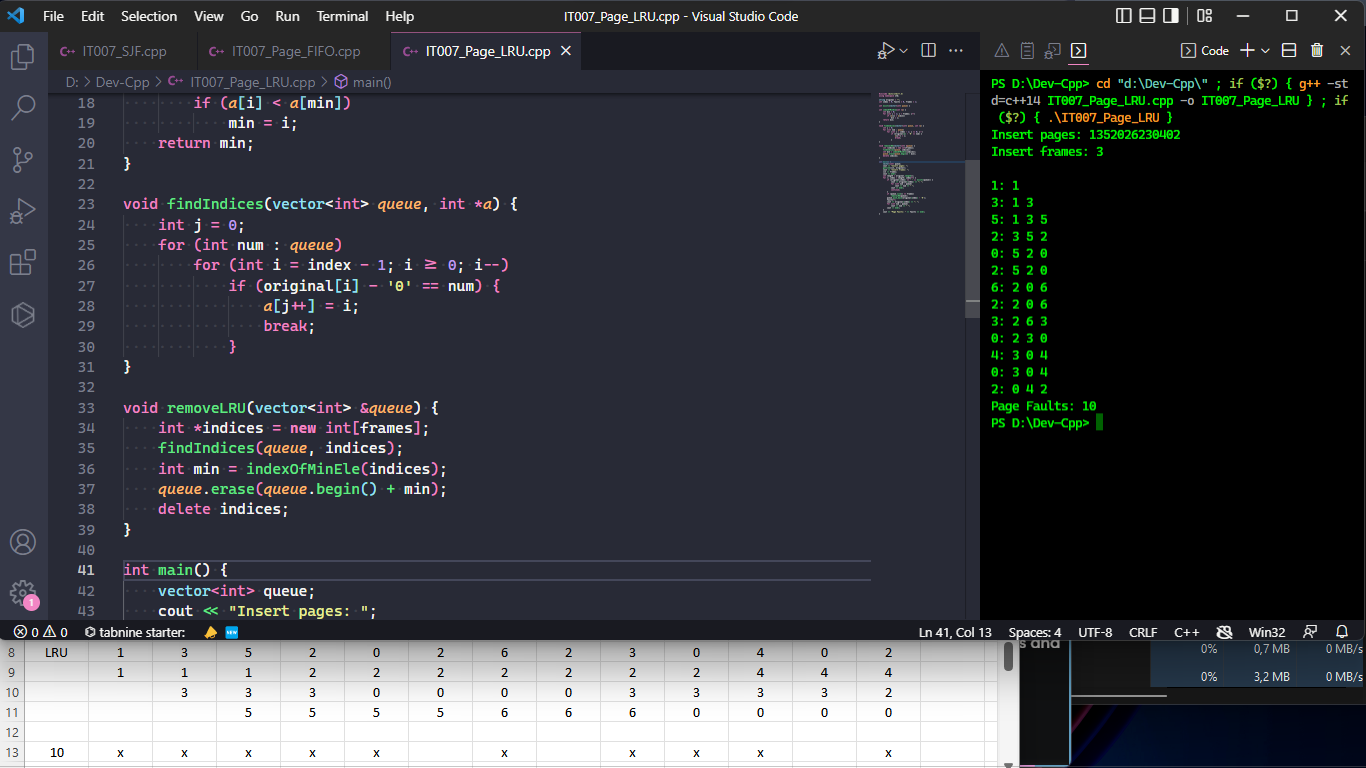 File Edit Selection View Go Run Terminal Help IT007_Page_LRU.cpp - Visual Studio Code
IT007_SJF.cpp IT007_Page_FIFO.cpp IT007_Page_LRU.cpp
D: > Dev-Cpp > IT007_Page_LRU.cpp > main()
18 if (a[i] < a[min])
19 min = i;
20 return min;
21 }
22
23 void findIndices(vector<int> queue, int *a) {
24 int j = 0;
25 for (int num : queue)
26 for (int i = index - 1; i ≥ 0; i--)
27 if (original[i] - '0' == num) {
28 a[j++] = i;
29 break;
30 }
31 }
32
33 void removeLRU(vector<int> &queue) {
34 int *indices = new int[frames];
35 findIndices(queue, indices);
36 int min = indexOfMinEle(indices);
37 queue.erase(queue.begin() + min);
38 delete indices;
39 }
40
41 int main() {
42 vector<int> queue;
43 cout << "Insert pages: ";
Code
PS D:\Dev-Cpp> cd "d:\Dev-Cpp\" ; if ($?) { g++ -st
d=c++14 IT007_Page_LRU.cpp -o IT007_Page_LRU } ; if
($?) { .\IT007_Page_LRU }
Insert pages: 1352026230402
Insert frames: 3
1: 1
3: 1 3
5: 1 3 5
2: 3 5 2
0: 5 2 0
2: 5 2 0
6: 2 0 6
2: 2 0 6
3: 2 6 3
0: 2 3 0
4: 3 0 4
0: 3 0 4
2: 0 4 2
Page Faults: 10
PS D:\Dev-Cpp>
1
0 0 tabnine starter: NEW Ln 41, Col 13 Spaces: 4 UTF-8 CRLF C++ Win32
8 LRU 1 3 5 2 0 2 6 2 3 0 4 0 2
9 1 1 1 2 2 2 2 2 2 2 4 4 4
10 3 3 3 0 0 0 0 3 3 3 3 2
11 5 5 5 5 6 6 6 0 0 0 0
12
13 10 x x x x x x x x x x
s and
0% 0,7 MB 0 MB/s
0% 3,2 MB 0 MB/s